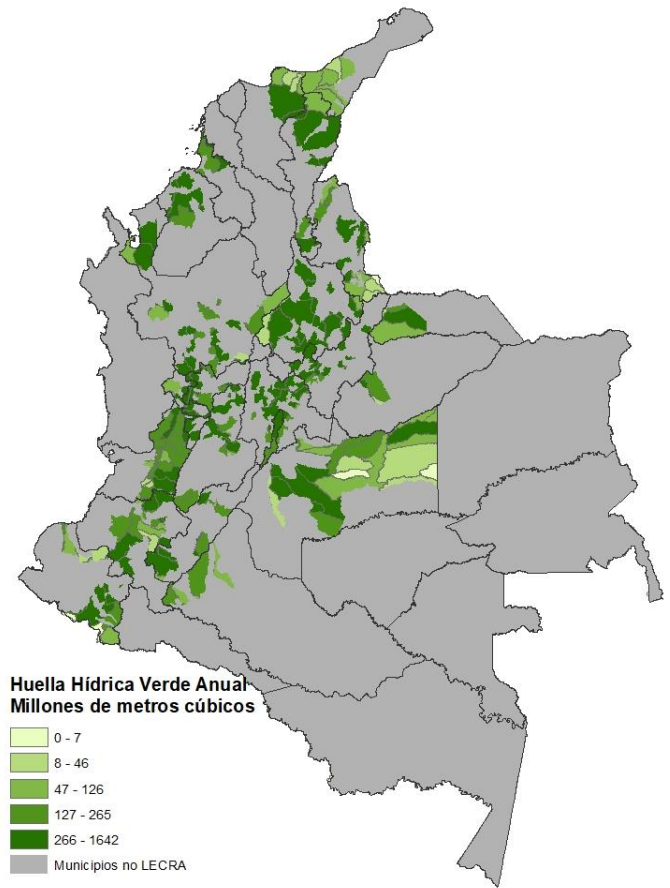 Huella Hídrica Verde Anual
Millones de metros cúbicos
0 - 7
8 - 46
47 - 126
127 - 265
266 - 1642
Municipios no LECRA